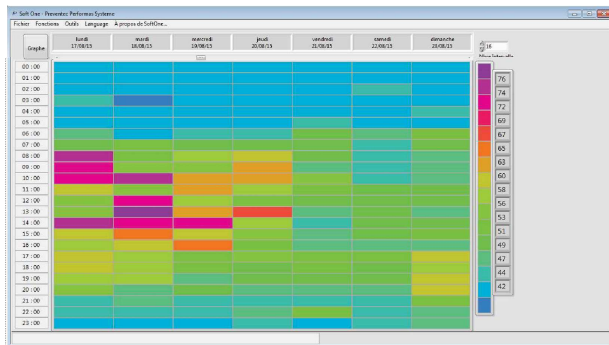 Soft One - Preventec Performas Systeme
Fichier Fonctions Outils Language A propos de SoftOne...
Graphe
lundi 17/08/15
mardi 18/08/15
mercredi 19/08/15
jeudi 20/08/15
vendredi 21/08/15
samedi 22/08/15
dimanche 23/08/15
16
00 : 00
01 : 00
02 : 00
03 : 00
04 : 00
05 : 00
06 : 00
07 : 00
08 : 00
09 : 00
10 : 00
11 : 00
12 : 00
13 : 00
14 : 00
15 : 00
16 : 00
17 : 00
18 : 00
19 : 00
20 : 00
21 : 00
22 : 00
23 : 00
76
74
72
69
67
65
63
60
58
56
53
51
49
47
44
42